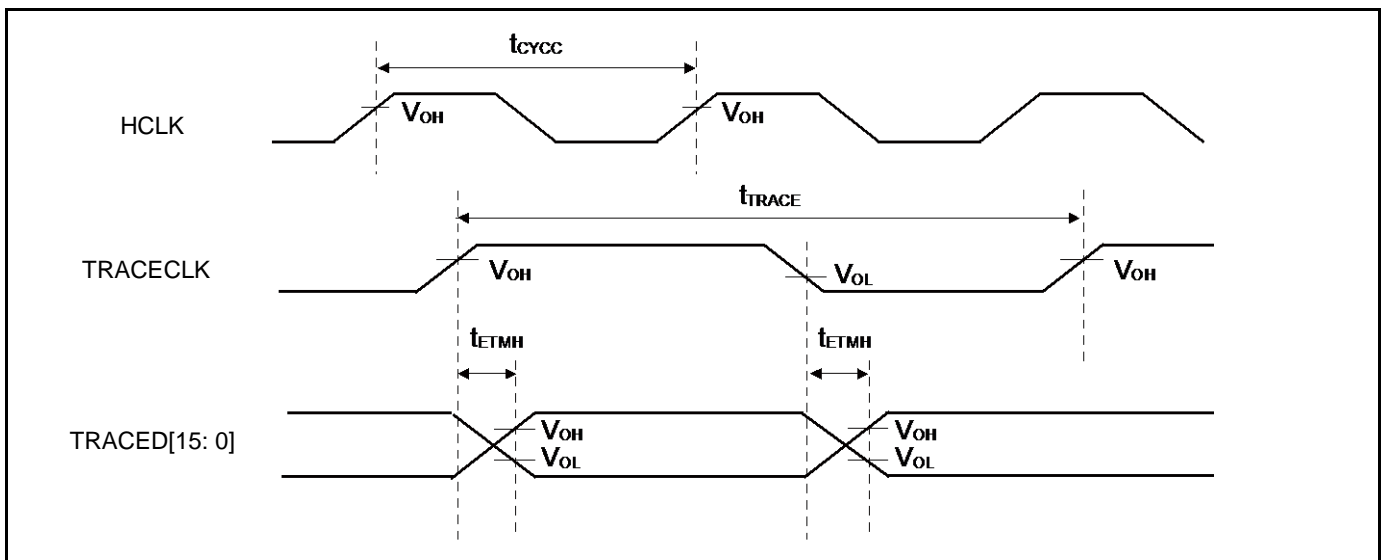 tCYCC
HCLK
VOH
VOH
tTRACE
TRACECLK
VOH
VOL
VOH
tETMH
tETMH
TRACED[15: 0]
VOH
VOH
VOL
VOL